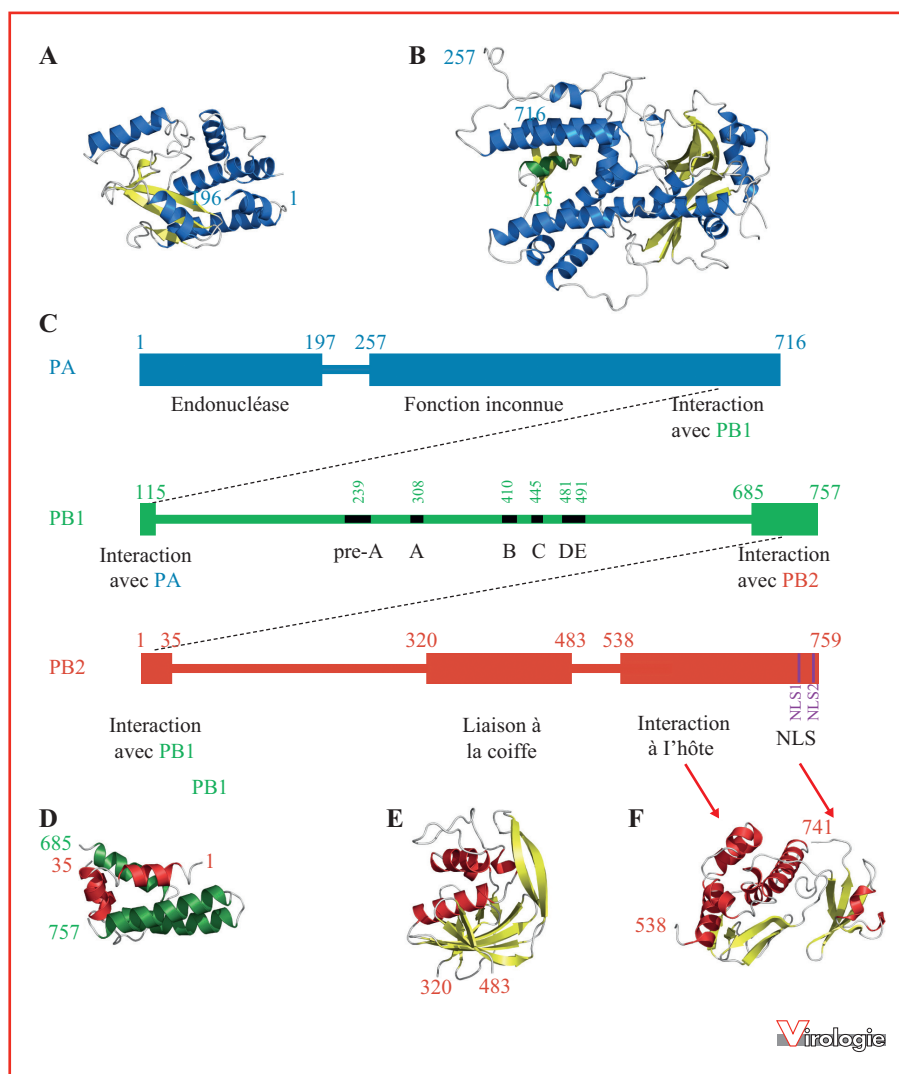 A
B
257
716
196
1
15
C
1
197
257
716
PA
Endonucléase
Fonction inconnue
Interaction
avec PB1
115
239
308
410
445
481
491
685
757
PB1
pre-A
A
B
C
DE
Interaction
avec PA
Interaction
avec PB2
1
35
320
483
538
759
PB2
NLS1
NLS2
Interaction
avec PB1
Liaison à
la coiffe
Interaction
à l'hôte
NLS
PB1
D
E
F
685
35
1
757
320
483
741
538
Virologie